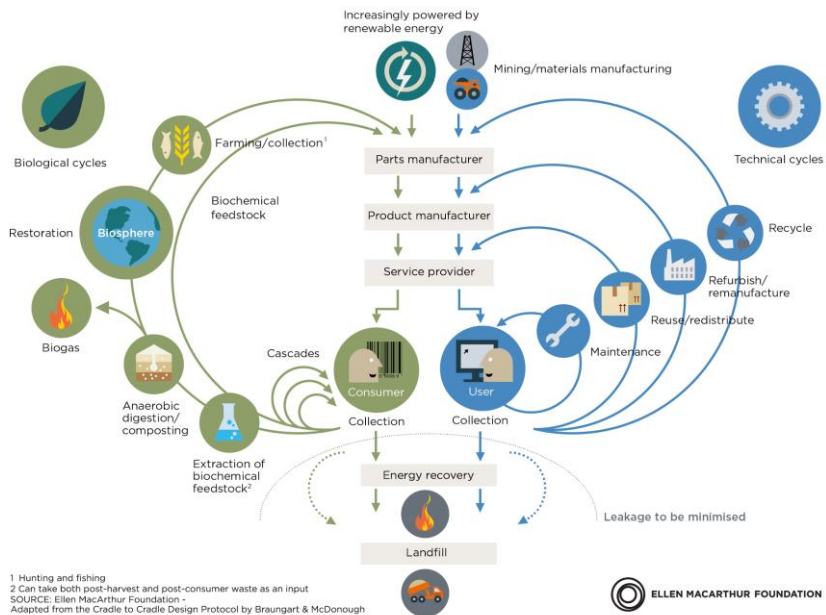 Increasingly powered by
renewable energy
Mining/materials manufacturing
Biological cycles
Farming/collection¹
Parts manufacturer
Technical cycles
Biochemical
feedstock
Product manufacturer
Restoration
Biosphere
Recycle
Service provider
Refurbish/
remanufacture
Biogas
Reuse/redistribute
Cascades
Maintenance
Consumer
User
Anaerobic
digestion/
composting
Collection
Collection
Extraction of
biochemical
feedstock²
Energy recovery
Leakage to be minimised
Landfill
1 Hunting and fishing
2 Can take both post-harvest and post-consumer waste as an input
SOURCE: Ellen MacArthur Foundation -
Adapted from the Cradle to Cradle Design Protocol by Braungart & McDonough
ELLEN MACARTHUR FOUNDATION